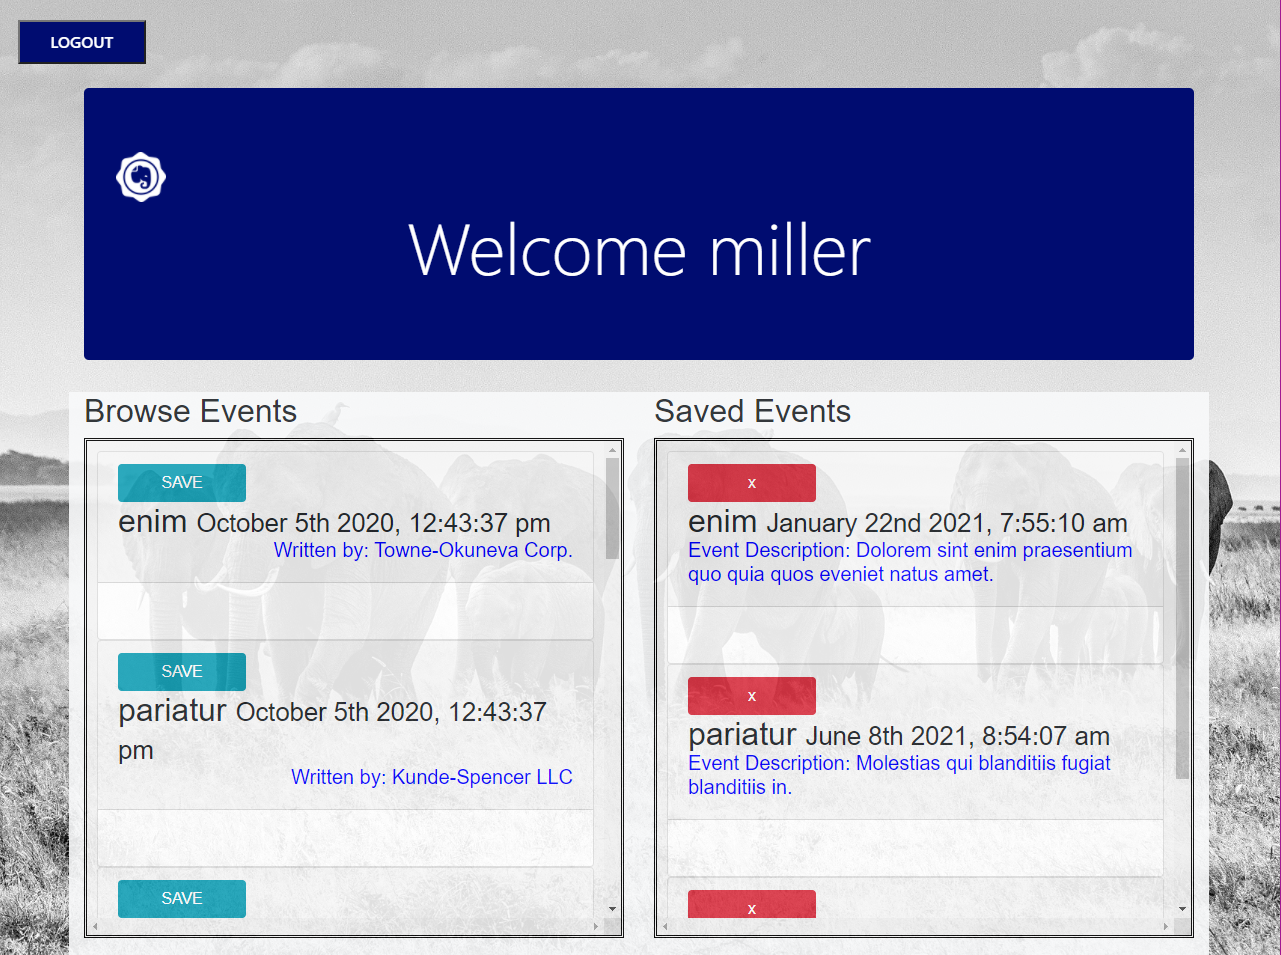 LOGOUT
Welcome miller
Browse Events
SAVE
enim October 5th 2020, 12:43:37 pm
Written by: Towne-Okuneva Corp.
SAVE
pariatur October 5th 2020, 12:43:37
pm
Written by: Kunde-Spencer LLC
SAVE
Saved Events
x
enim January 22nd 2021, 7:55:10 am
Event Description: Dolorem sint enim praesentium
quo quia quos eveniet natus amet.
x
pariatur June 8th 2021, 8:54:07 am
Event Description: Molestias qui blanditiis fugiat
blanditiis in.
x